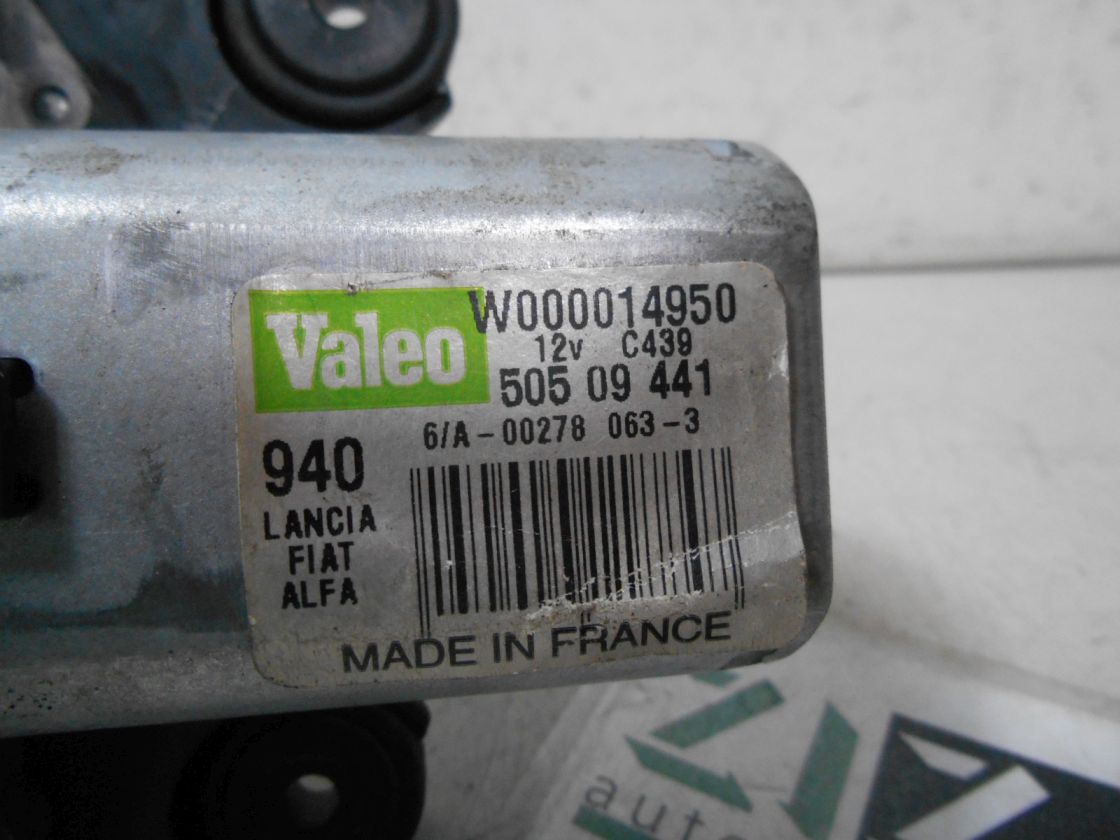 Valeo
W000014950
12v C439
505 09 441
6/A-00278 063-3
940
LANCIA
FIAT
ALFA
MADE IN FRANCE